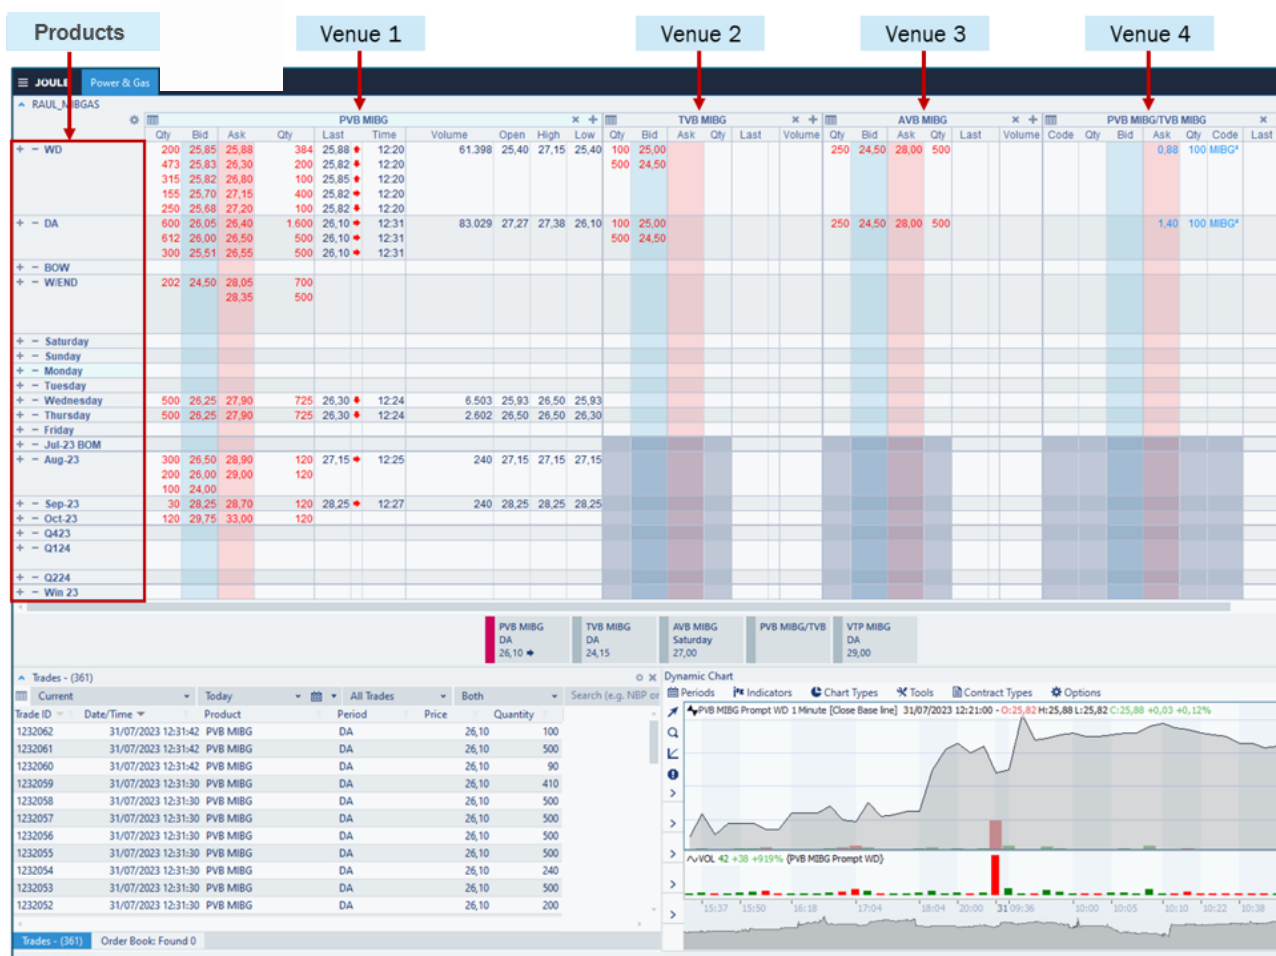 Products Venue 1 Venue 2 Venue 3 Venue 4
JOULE Power & Gas
RAUL_MIBGAS
PVB MIBG TVB MIBG AVB MIBG PVB MIBG/TVB MIBG
Qty Bid Ask Qty Last Time Volume Open High Low Qty Bid Ask Qty Last Volume Qty Bid Ask Qty Last Volume Code Qty Bid Ask Qty Code Last
+ − WD 200 25,85 25,88 384 25,88 12:20 61.398 25,40 27,15 25,40 100 25,00 250 24,50 28,00 500 0,88 100 MIBGª
473 25,83 26,30 200 25,82 12:20 500 24,50
315 25,82 26,80 100 25,85 12:20
155 25,70 27,15 400 25,82 12:20
250 25,68 27,20 100 25,82 12:20
+ − DA 600 26,05 26,40 1.600 26,10 12:31 83.029 27,27 27,38 26,10 100 25,00 250 24,50 28,00 500 1,40 100 MIBGª
612 26,00 26,50 500 26,10 12:31 500 24,50
300 25,51 26,55 500 26,10 12:31
+ − BOW
+ − W/END 202 24,50 28,05 700
28,35 500
+ − Saturday
+ − Sunday
+ − Monday
+ − Tuesday
+ − Wednesday 500 26,25 27,90 725 26,30 12:24 6.503 25,93 26,50 25,93
+ − Thursday 500 26,25 27,90 725 26,30 12:24 2.602 26,50 26,50 26,30
+ − Friday
+ − Jul-23 BOM
+ − Aug-23 300 26,50 28,90 120 27,15 12:25 240 27,15 27,15 27,15
200 26,00 29,00 120
100 24,00
+ − Sep-23 30 28,25 28,70 120 28,25 12:27 240 28,25 28,25 28,25
+ − Oct-23 120 29,75 33,00 120
+ − Q423
+ − Q124
+ − Q224
+ − Win 23
PVB MIBG TVB MIBG AVB MIBG PVB MIBG/TVB VTP MIBG
DA DA Saturday DA
26,10 24,15 27,00 29,00
Trades - (361)
Current Today All Trades Both Search (e.g. NBP or
Trade ID Date/Time Product Period Price Quantity
1232062 31/07/2023 12:31:42 PVB MIBG DA 26,10 100
1232061 31/07/2023 12:31:42 PVB MIBG DA 26,10 500
1232060 31/07/2023 12:31:42 PVB MIBG DA 26,10 90
1232059 31/07/2023 12:31:30 PVB MIBG DA 26,10 410
1232058 31/07/2023 12:31:30 PVB MIBG DA 26,10 500
1232057 31/07/2023 12:31:30 PVB MIBG DA 26,10 500
1232056 31/07/2023 12:31:30 PVB MIBG DA 26,10 500
1232055 31/07/2023 12:31:30 PVB MIBG DA 26,10 500
1232054 31/07/2023 12:31:30 PVB MIBG DA 26,10 240
1232053 31/07/2023 12:31:30 PVB MIBG DA 26,10 500
1232052 31/07/2023 12:31:30 PVB MIBG DA 26,10 200
Trades - (361) Order Book: Found 0
Dynamic Chart
Periods Indicators Chart Types Tools Contract Types Options
PVB MIBG Prompt WD 1 Minute [Close Base line] 31/07/2023 12:21:00 - O:25,82 H:25,88 L:25,82 C:25,88 +0,03 +0,12%
VOL 42 +38 +919% {PVB MIBG Prompt WD}
15:37 15:50 16:18 17:04 18:04 20:00 31 09:36 10:00 10:05 10:10 10:22 10:38